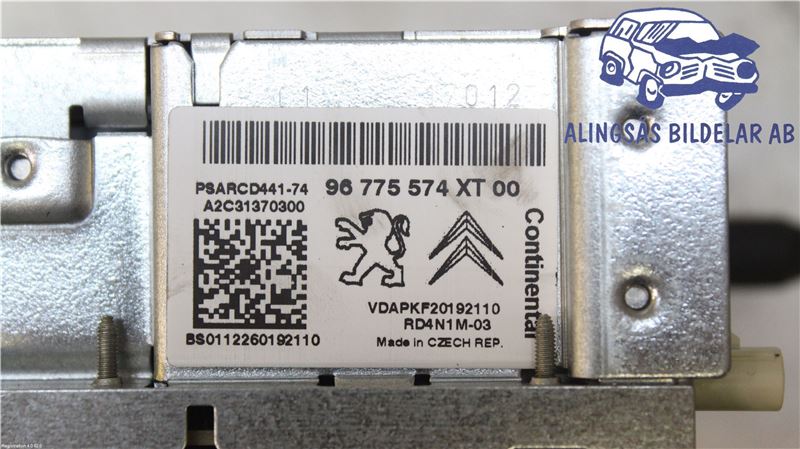 ALINGSÅS BILDELAR AB
PSARCD441-74
96 775 574 XT 00
A2C31370300
Continental
VDAPKF20192110
RD4N1M-03
BS0112260192110
Made in CZECH REP.